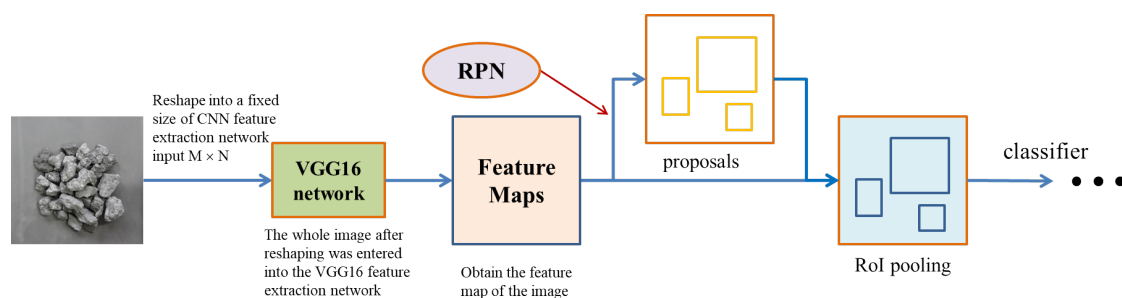 Reshape into a fixed
size of CNN feature
extraction network
input M × N
VGG16
network
The whole image after
reshaping was entered
into the VGG16 feature
extraction network
Feature
Maps
Obtain the feature
map of the image
RPN
proposals
RoI pooling
classifier